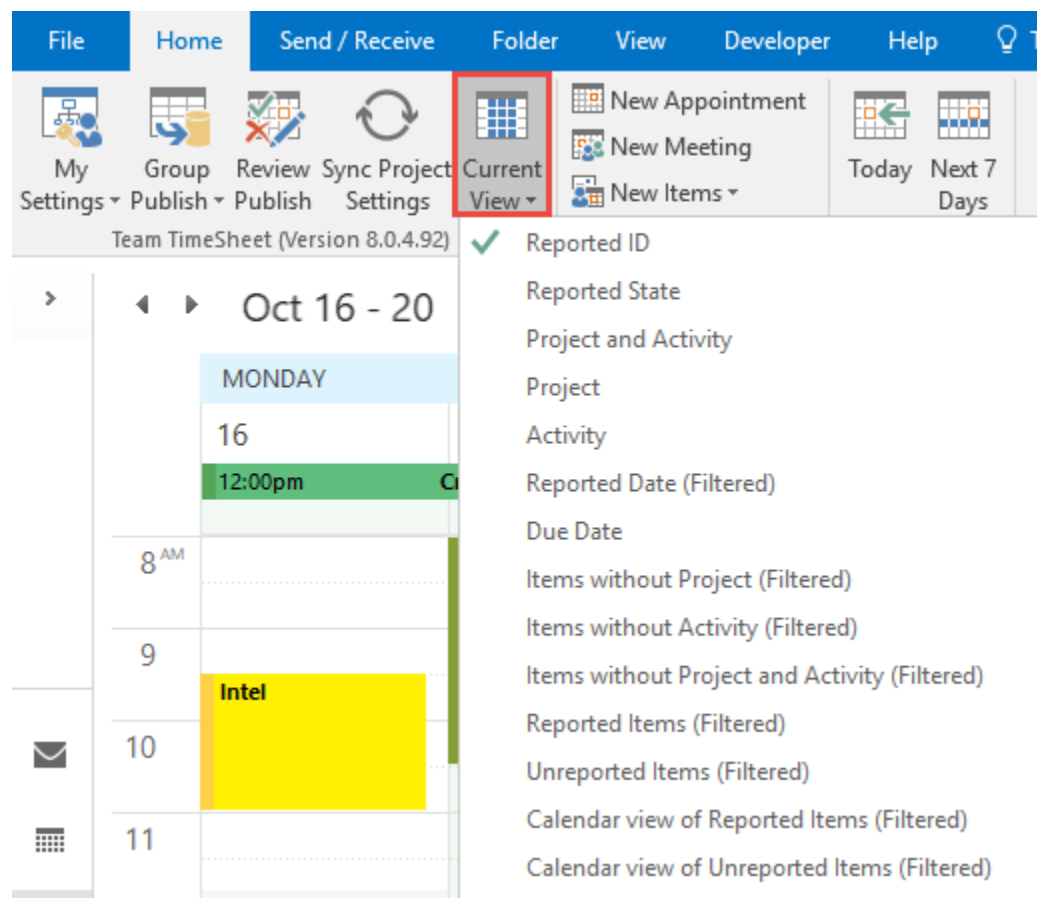 File Home Send / Receive Folder View Developer Help
My Settings
Group Publish
Review Publish
Sync Project Settings
Current View
New Appointment
New Meeting
New Items
Today
Next 7 Days
Team TimeSheet (Version 8.0.4.92)
Oct 16 - 20
MONDAY
16
12:00pm
8 AM
9
Intel
10
11
Reported ID
Reported State
Project and Activity
Project
Activity
Reported Date (Filtered)
Due Date
Items without Project (Filtered)
Items without Activity (Filtered)
Items without Project and Activity (Filtered)
Reported Items (Filtered)
Unreported Items (Filtered)
Calendar view of Reported Items (Filtered)
Calendar view of Unreported Items (Filtered)